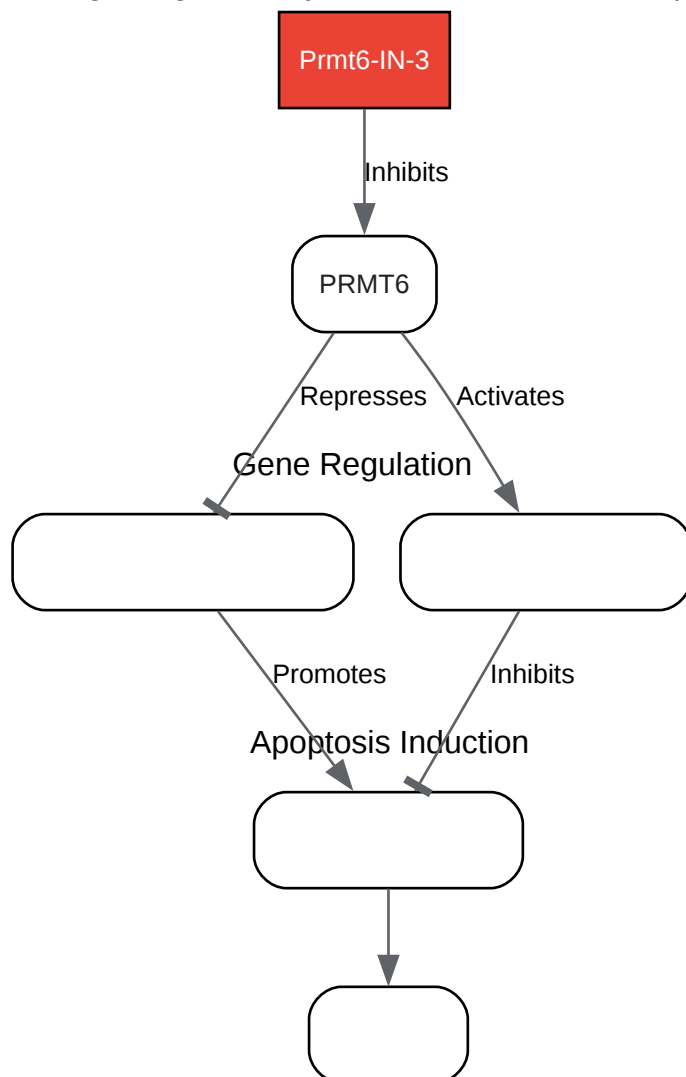 Prmt6-IN-3
Inhibits
PRMT6
Represses
Activates
Gene Regulation
Promotes
Inhibits
Apoptosis Induction